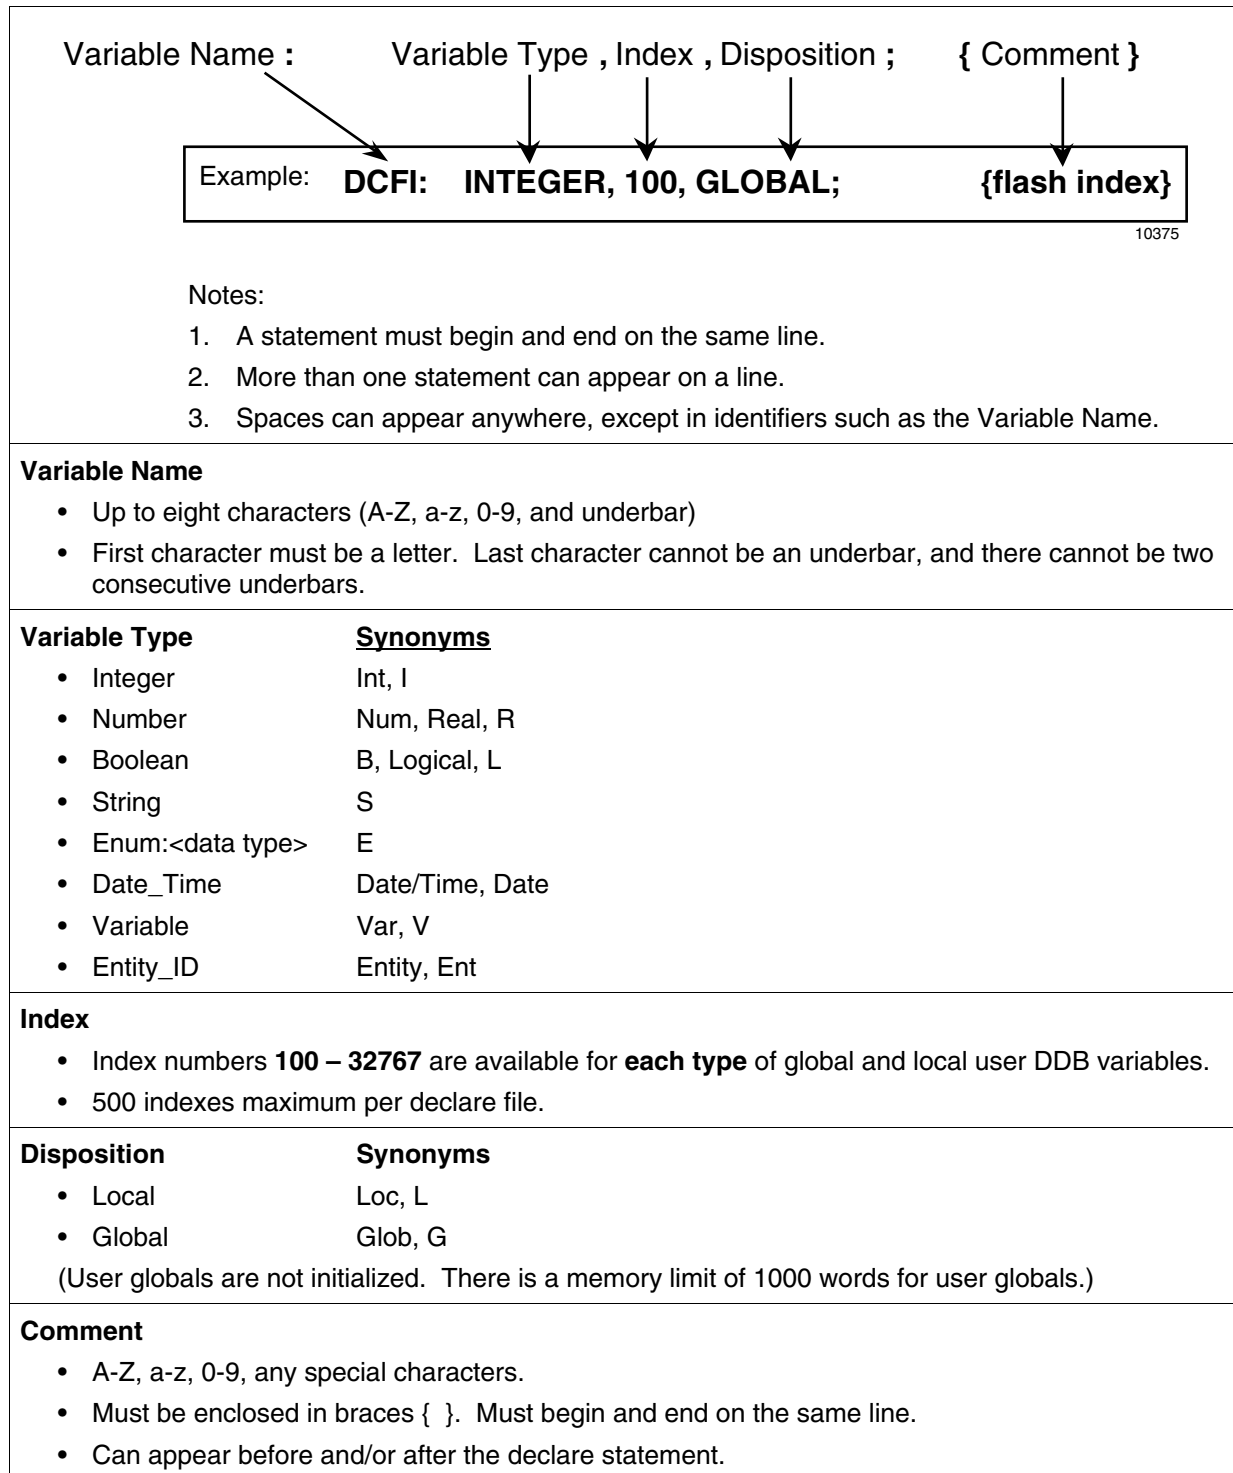 Variable Name : Variable Type , Index , Disposition ; { Comment }
Example: DCFI: INTEGER, 100, GLOBAL; {flash index}
10375
Notes:
1. A statement must begin and end on the same line.
2. More than one statement can appear on a line.
3. Spaces can appear anywhere, except in identifiers such as the Variable Name.
Variable Name
• Up to eight characters (A-Z, a-z, 0-9, and underbar)
• First character must be a letter. Last character cannot be an underbar, and there cannot be two
consecutive underbars.
Variable Type Synonyms
• Integer Int, I
• Number Num, Real, R
• Boolean B, Logical, L
• String S
• Enum:<data type> E
• Date_Time Date/Time, Date
• Variable Var, V
• Entity_ID Entity, Ent
Index
• Index numbers 100 – 32767 are available for each type of global and local user DDB variables.
• 500 indexes maximum per declare file.
Disposition Synonyms
• Local Loc, L
• Global Glob, G
(User globals are not initialized. There is a memory limit of 1000 words for user globals.)
Comment
• A-Z, a-z, 0-9, any special characters.
• Must be enclosed in braces { }. Must begin and end on the same line.
• Can appear before and/or after the declare statement.